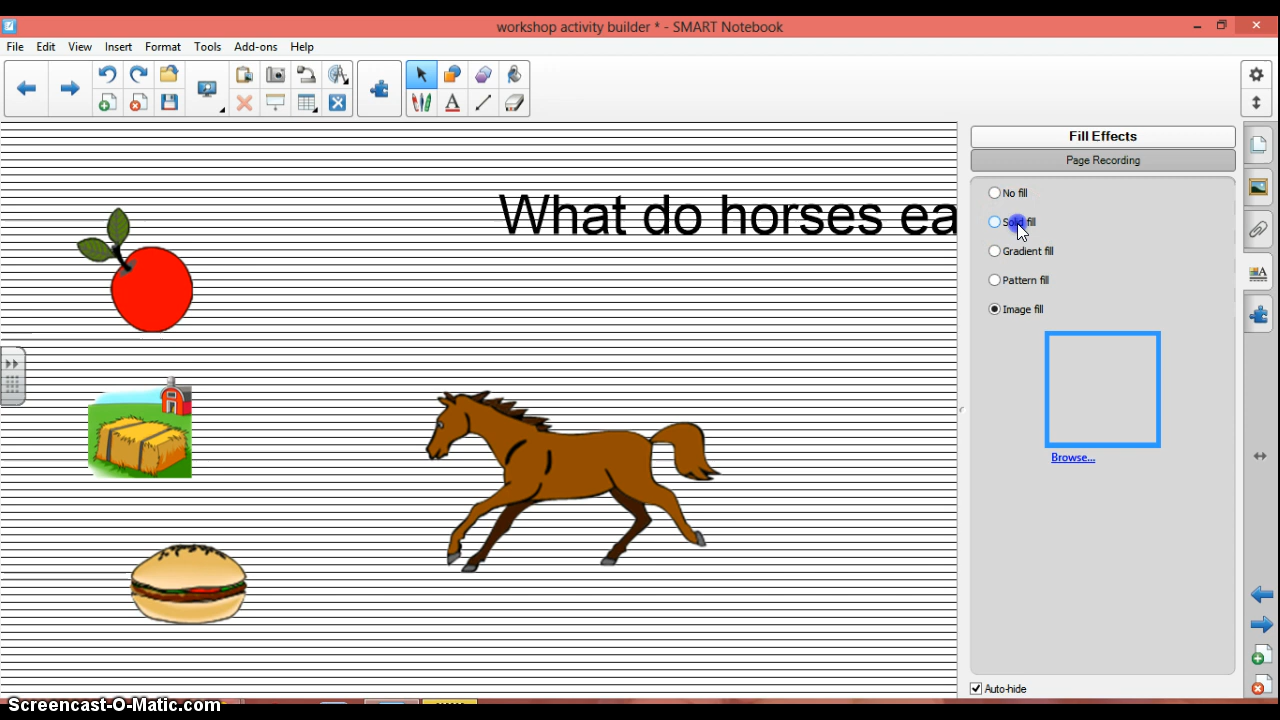 workshop activity builder * - SMART Notebook
File Edit View Insert Format Tools Add-ons Help
Fill Effects
Page Recording
No fill
What do horses ea
Solid fill
Gradient fill
Pattern fill
Image fill
Browse...
Auto-hide
Screencast-O-Matic.com